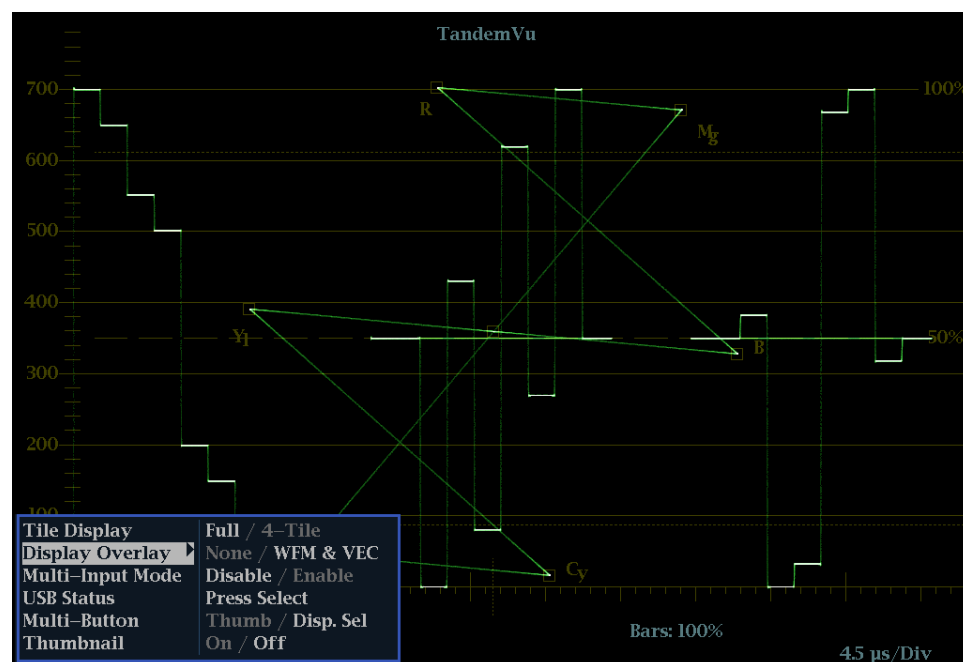 TandemVu
700
100%
R
Mg
600
500
400
Yl
B
50%
300
200
100
Cy
Tile Display Full / 4-Tile
Display Overlay None / WFM & VEC
Multi-Input Mode Disable / Enable
USB Status Press Select
Multi-Button Thumb / Disp. Sel
Thumbnail On / Off
Bars: 100%
4.5 µs/Div